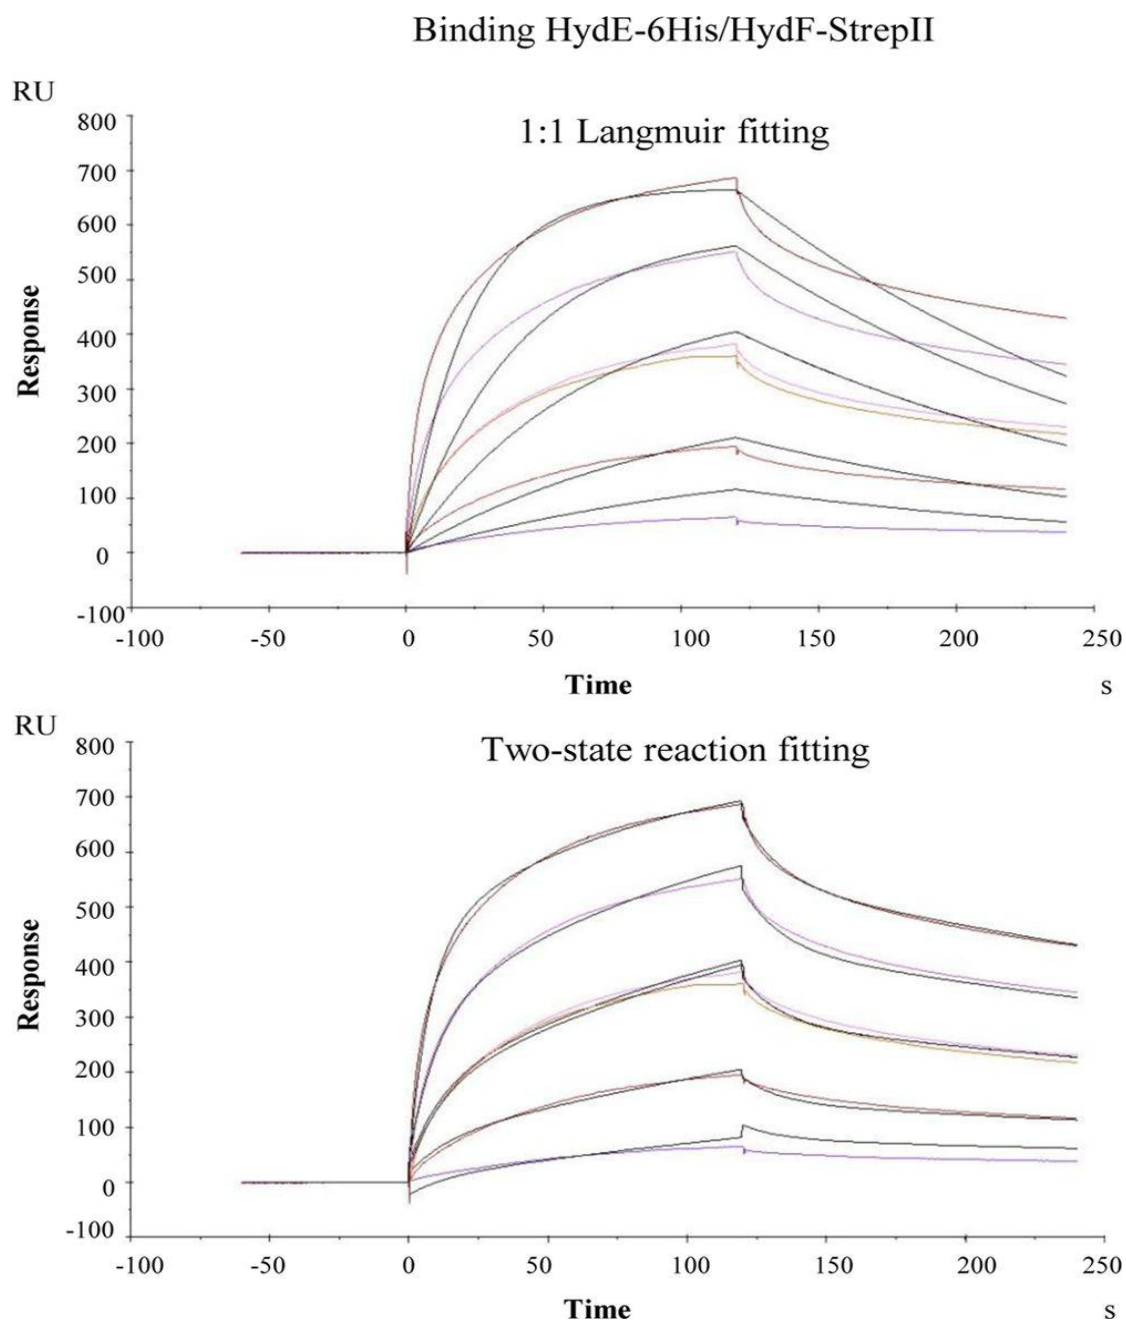 Binding HydE-6His/HydF-StrepII
RU
1:1 Langmuir fitting
800
700
600
500
400
300
200
100
0
-100
Response
-100 -50 0 50 100 150 200 250
Time s
RU
Two-state reaction fitting
800
700
600
500
400
300
200
100
0
-100
Response
-100 -50 0 50 100 150 200 250
Time s